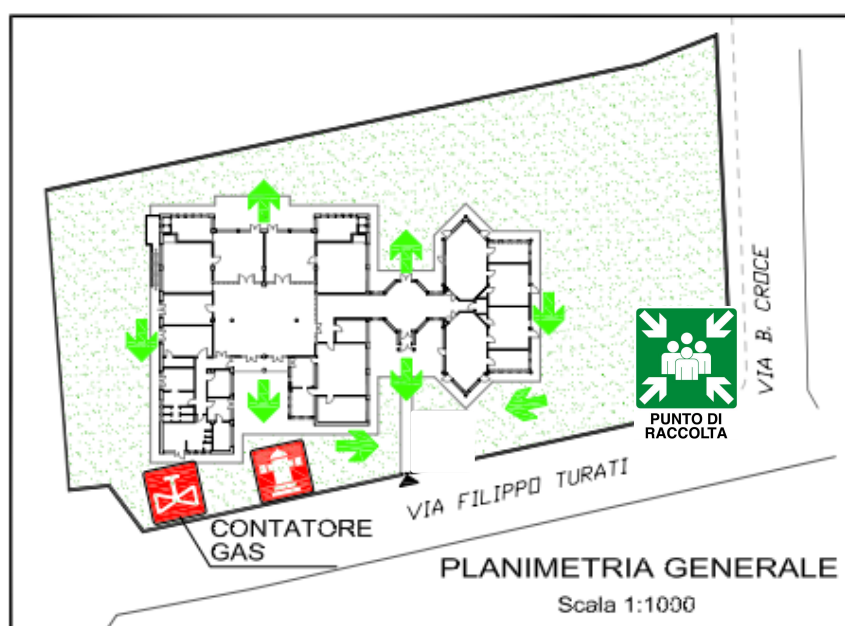 VIA B. CROCE
PUNTO DI
RACCOLTA
VIA FILIPPO TURATI
CONTATORE
GAS
PLANIMETRIA GENERALE
Scala 1:1000